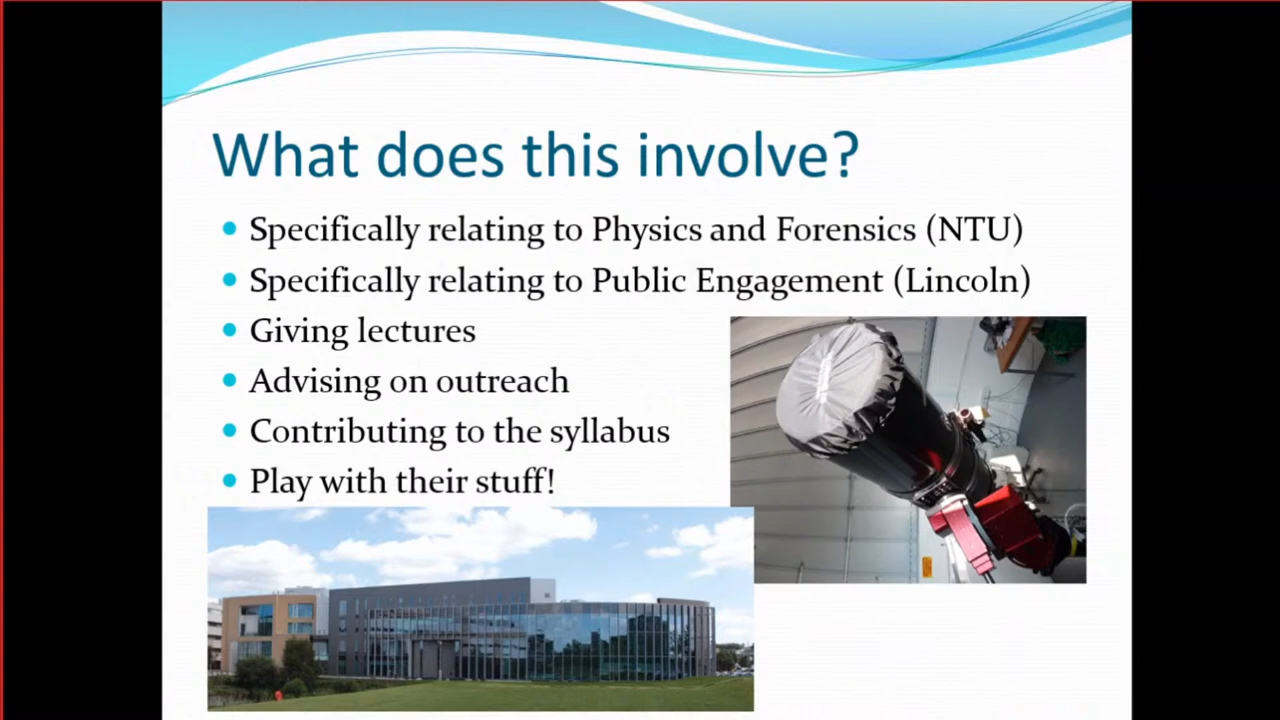 What does this involve?
Specifically relating to Physics and Forensics (NTU)
Specifically relating to Public Engagement (Lincoln)
Giving lectures
Advising on outreach
Contributing to the syllabus
Play with their stuff!